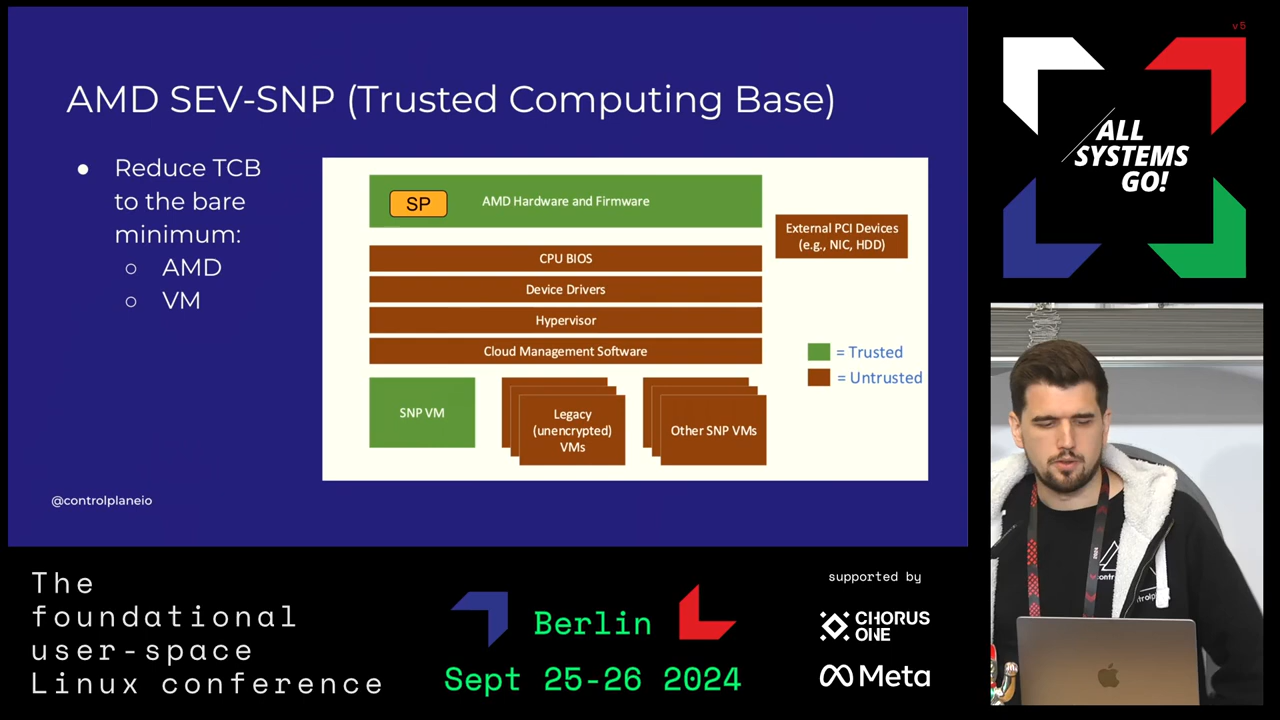 AMD SEV-SNP (Trusted Computing Base)
● Reduce TCB
to the bare
minimum:
○ AMD
○ VM
SP
AMD Hardware and Firmware
External PCI Devices
(e.g., NIC, HDD)
CPU BIOS
Device Drivers
Hypervisor
Cloud Management Software
= Trusted
= Untrusted
SNP VM
Legacy
(unencrypted)
VMs
Other SNP VMs
@controlplaneio
v5
ALL
SYSTEMS
GO!
The
foundational
user-space
Linux conference
Berlin
Sept 25-26 2024
supported by
CHORUS
ONE
Meta